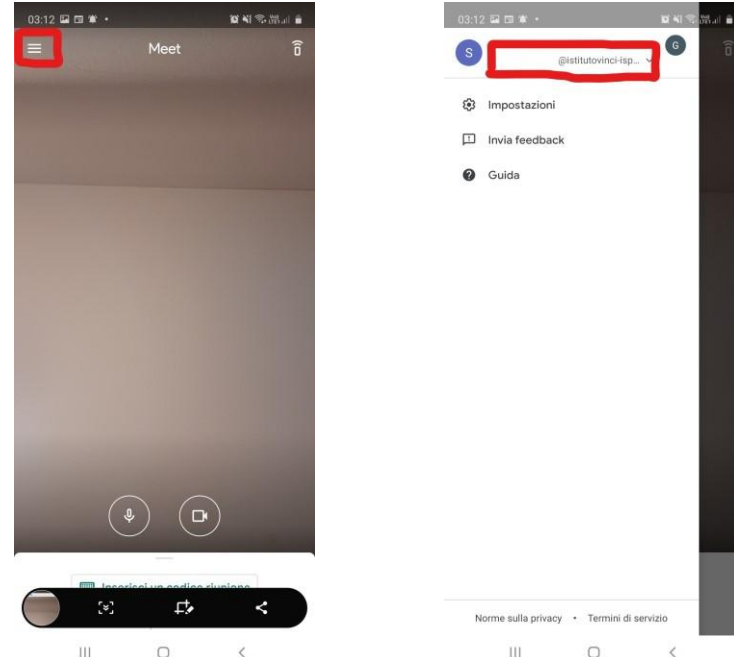 03:12
Meet
Inserisci un codice riunione
03:12
S
G
@istitutovinci-isp...
Impostazioni
Invia feedback
Guida
Norme sulla privacy • Termini di servizio